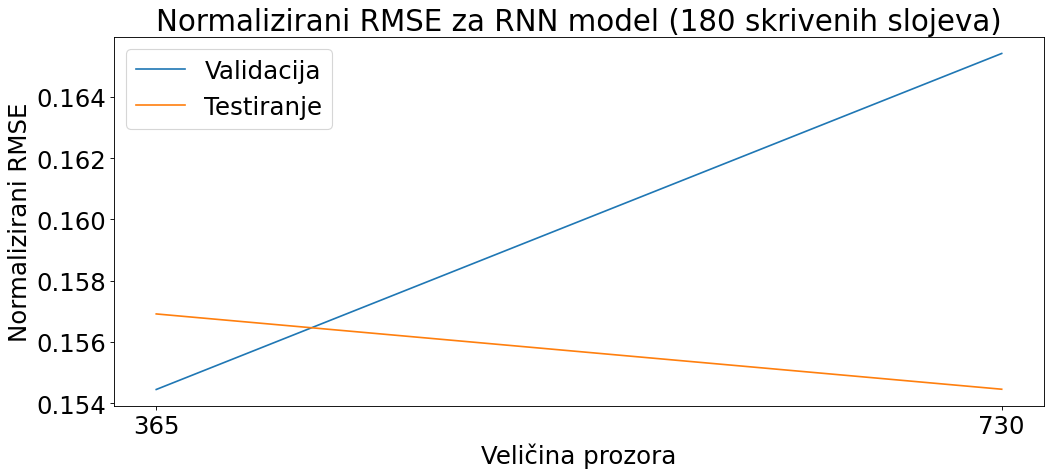 Normalizirani RMSE za RNN model (180 skrivenih slojeva)
Validacija
Testiranje
Normalizirani RMSE
0.164
0.162
0.160
0.158
0.156
0.154
365
730
Veličina prozora